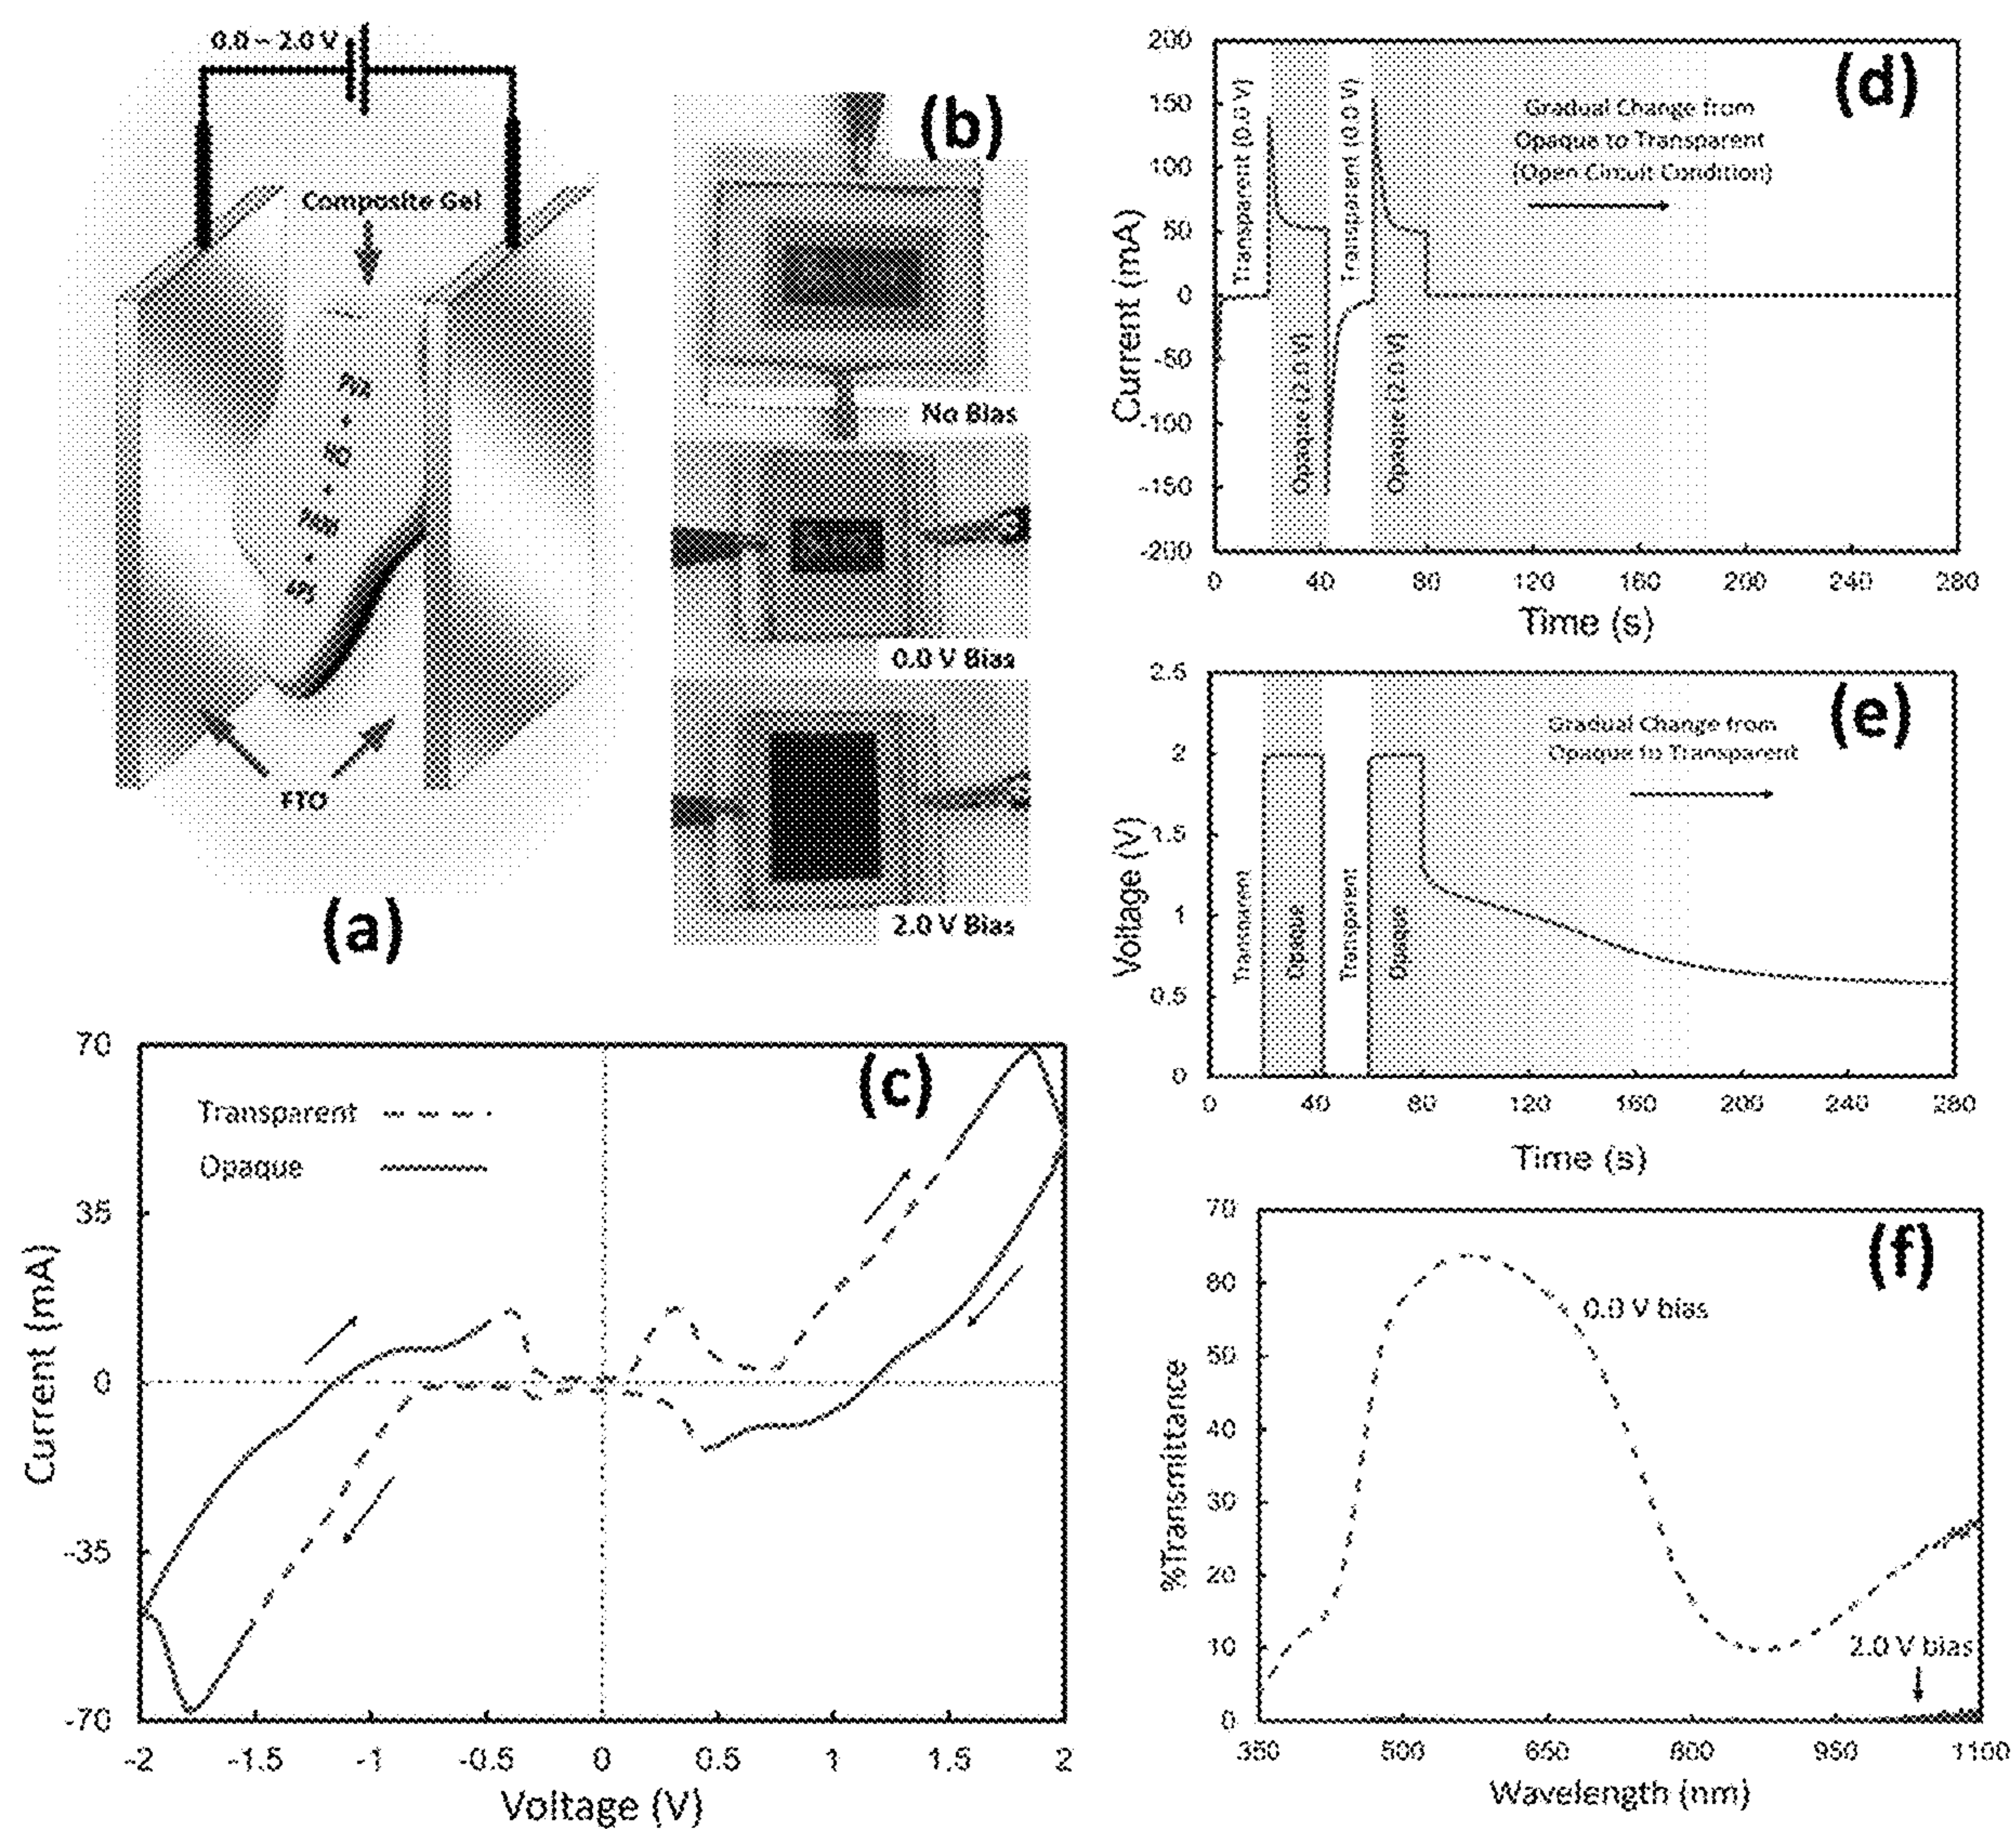 0.0 ~ 2.0 V
Composite Gel
FTO
(a)
(b)
No Bias
0.0 V Bias
2.0 V Bias
(c)
Transparent
Opaque
70
35
0
-35
-70
Current (mA)
-2 -1.5 -1 -0.5 0 0.5 1 1.5 2
Voltage (V)
(d)
200
150
100
50
0
-50
-100
-150
-200
Current (mA)
Transparent (0.0 V)
Opaque (2.0 V)
Transparent (0.0 V)
Opaque (2.0 V)
Gradual Change from
Opaqua to Transparent
(Open Circuit Condition)
0 40 80 120 160 200 240 280
Time (s)
(e)
2.5
2
1.5
1
0.5
0
Voltage (V)
Transparent
Opaque
Transparent
Opaque
Gradual Change from
Opaque to Transparent
0 40 80 120 160 200 240 280
Time (s)
(f)
70
60
50
40
30
20
10
0
%Transmittance
0.0 V bias
2.0 V bias
350 500 650 800 950 1100
Wavelength (nm)